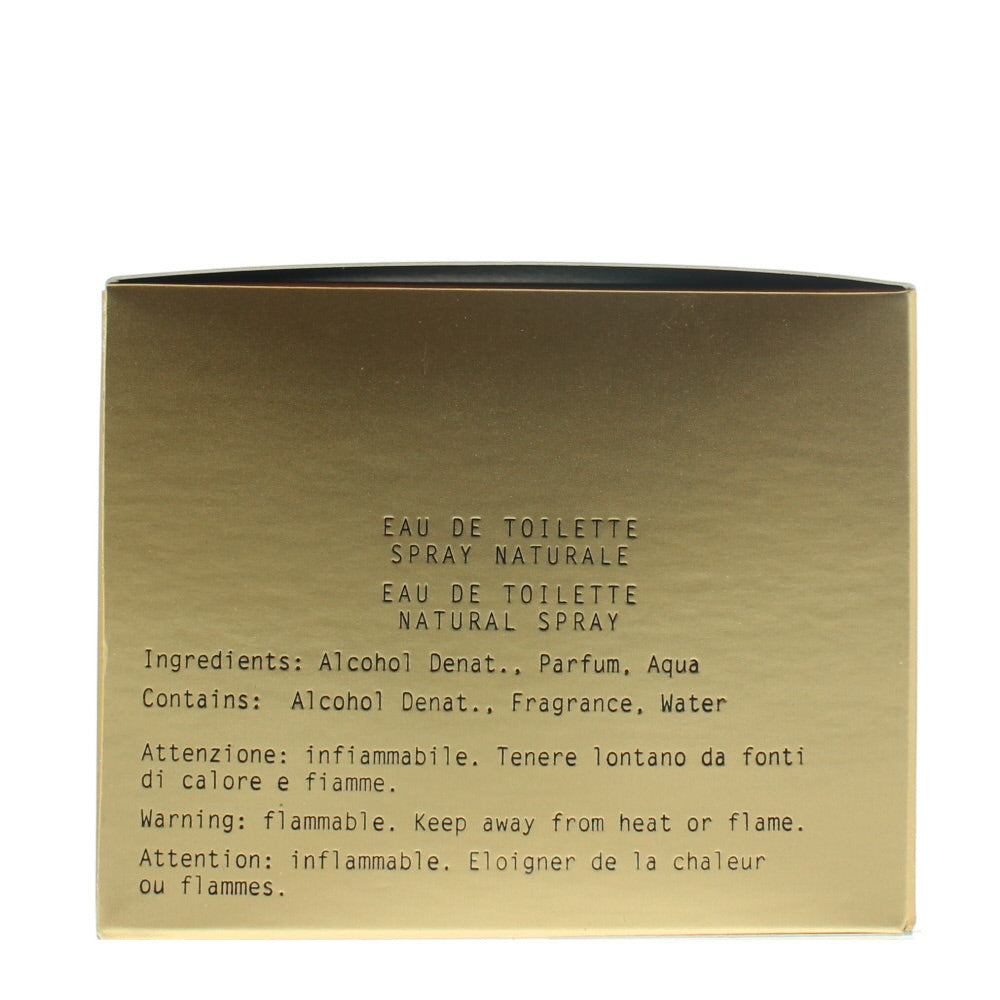 EAU DE TOILETTE
SPRAY NATURALE
EAU DE TOILETTE
NATURAL SPRAY
Ingredients: Alcohol Denat., Parfum, Aqua
Contains: Alcohol Denat., Fragrance, Water
Attenzione: infiammabile. Tenere lontano da fonti
di calore e fiamme.
Warning: flammable. Keep away from heat or flame.
Attention: inflammable. Eloigner de la chaleur
ou flammes.